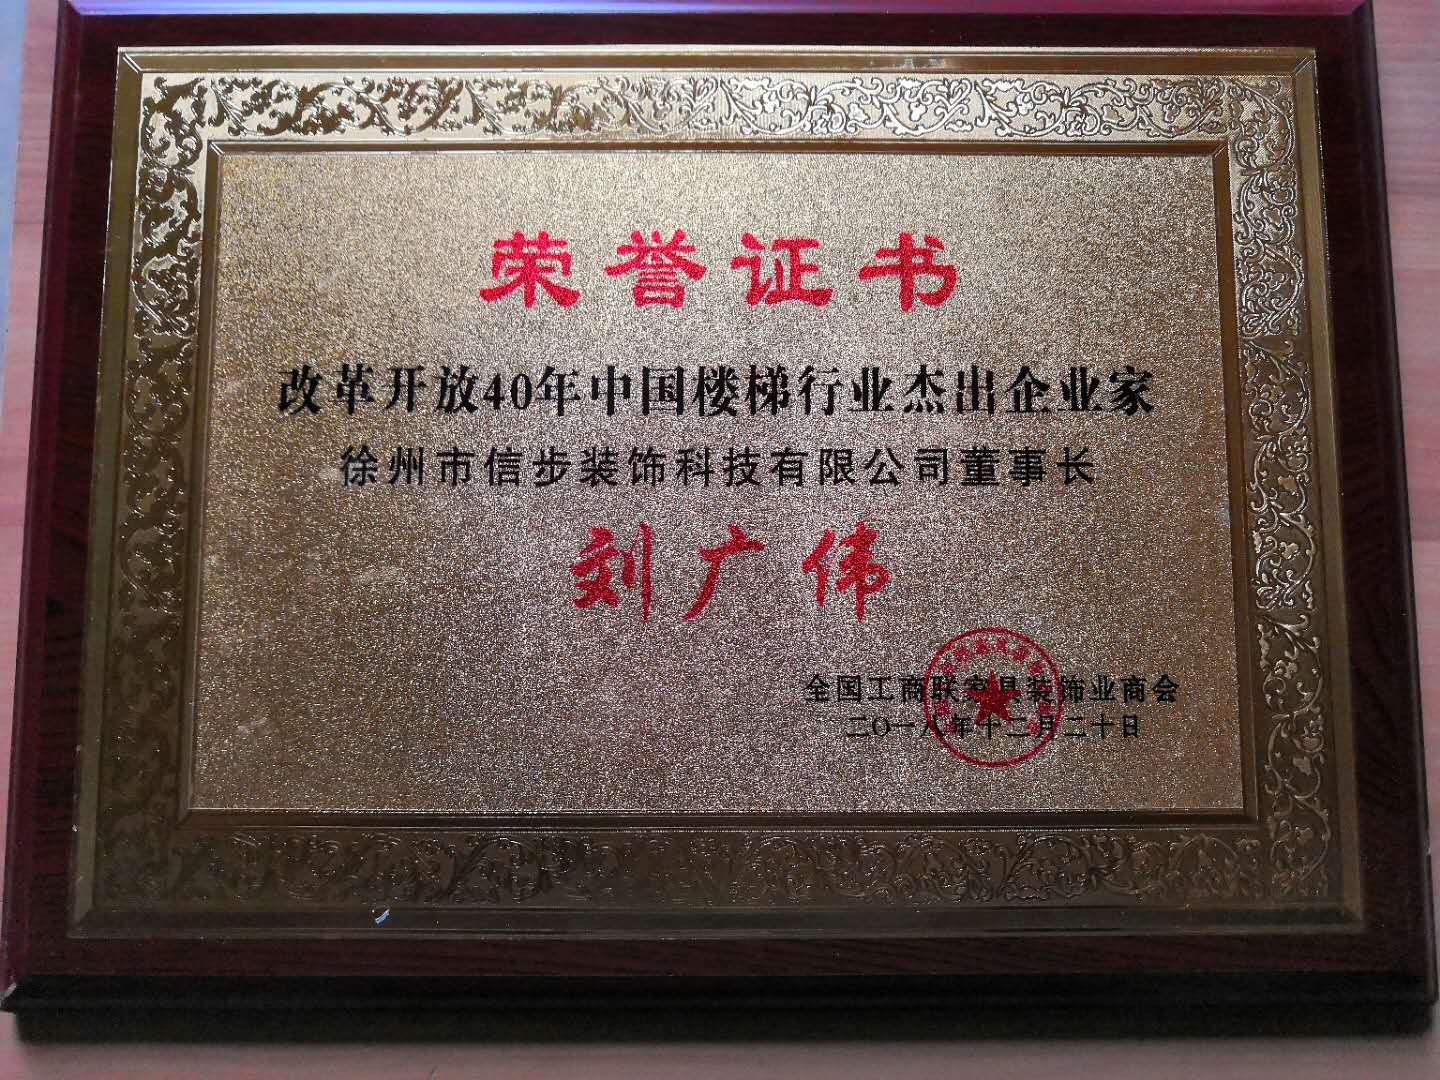 荣誉证书
改革开放40年中国楼梯行业杰出企业家
徐州市信步装饰科技有限公司董事长
刘广伟
全国工商联家具装饰业商会
二〇一八年十二月二十日